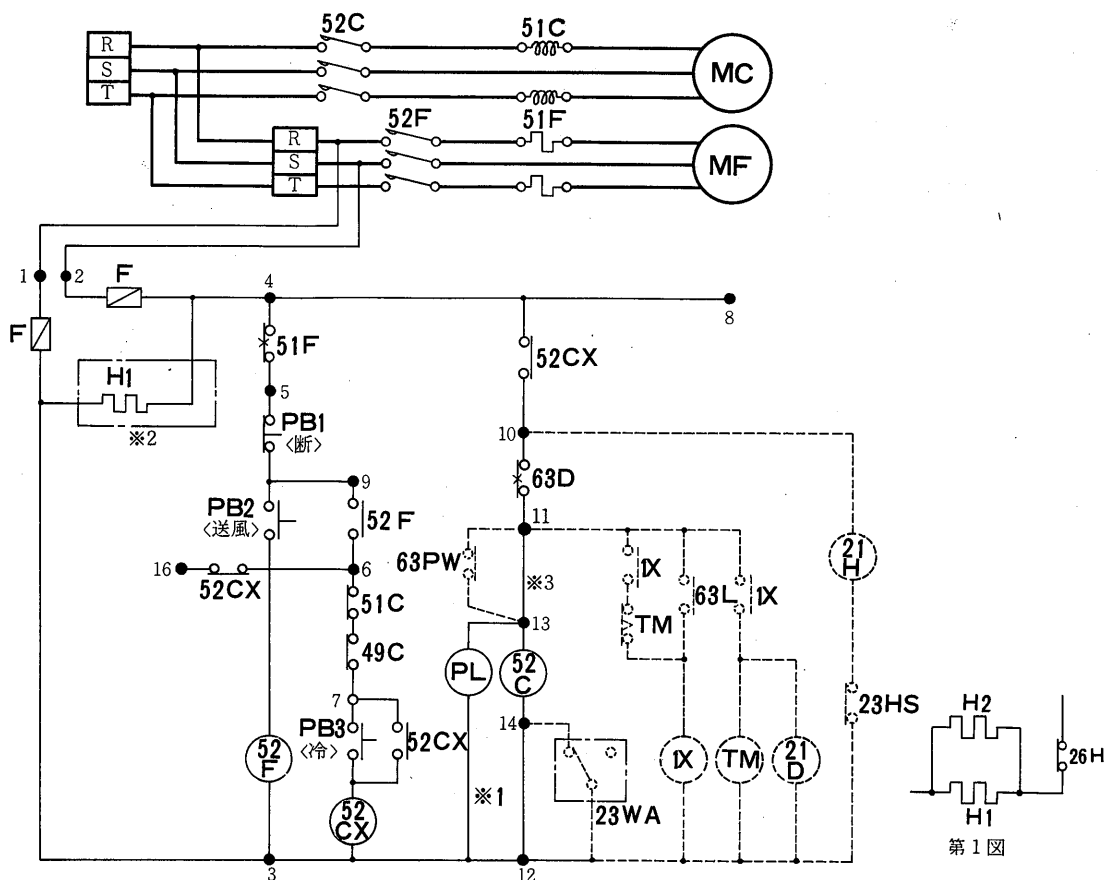 52C
51C
R
S
T
MC
52F
51F
R
S
T
MF
1
2
F
4
8
F
51F
52CX
H1
5
※2
PB1
〈断〉
10
63D
9
PB2
〈送風〉
52F
11
21
H
63PW
1X
16
52CX
6
※3
63L
1X
51C
TM
13
49C
PL
52
C
23HS
7
14
H2
PB3
〈冷〉
52CX
26H
52
F
1X
TM
21
D
※1
H1
52
CX
23WA
第1図
3
12